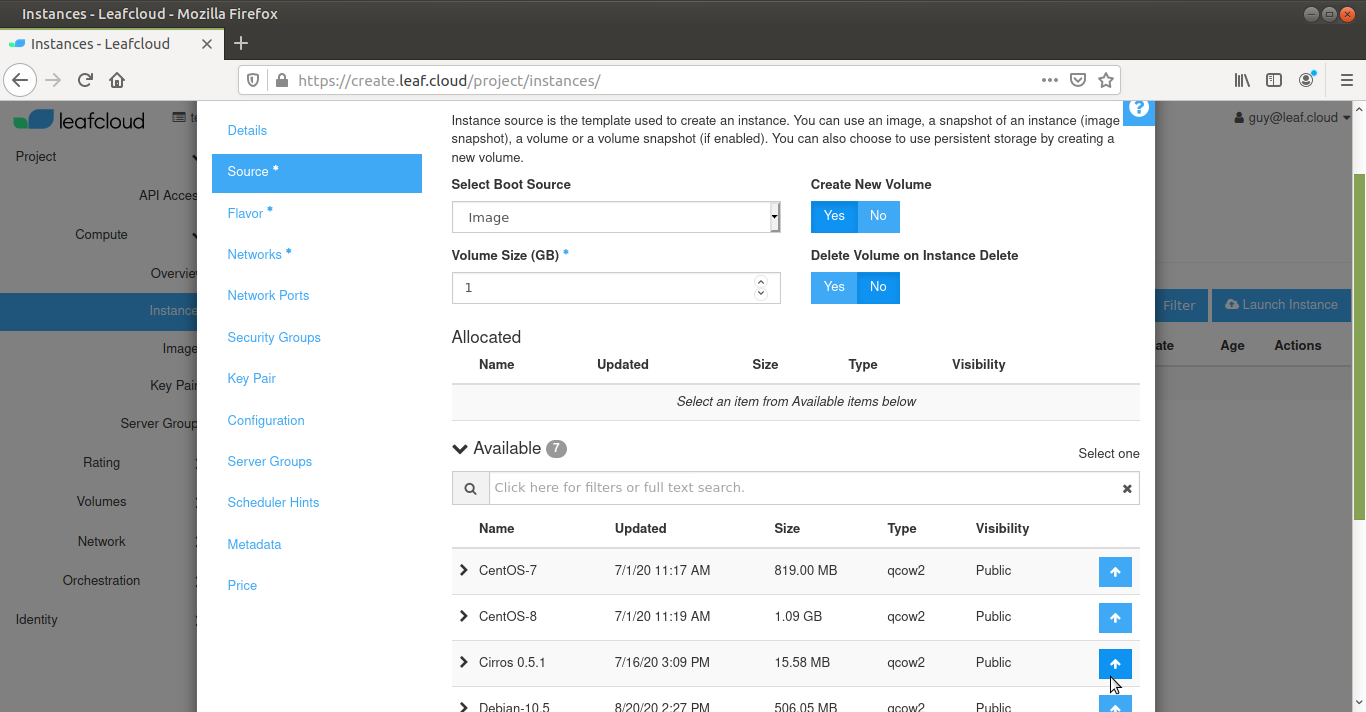 Instances - Leafcloud - Mozilla Firefox
Instances - Leafcloud
https://create.leaf.cloud/project/instances/
leafcloud
guy@leaf.cloud
Project
API
Compute
Rating
Volumes
Network
Orchestration
Identity
Details
Source *
Flavor *
Networks *
Network Ports
Security Groups
Key Pair
Configuration
Server Groups
Scheduler Hints
Metadata
Price
?
Instance source is the template used to create an instance. You can use an image, a snapshot of an instance (image
snapshot), a volume or a volume snapshot (if enabled). You can also choose to use persistent storage by creating a
new volume.
Select Boot Source
Create New Volume
Image
Yes No
Volume Size (GB) *
Delete Volume on Instance Delete
1
Yes No
Allocated
Name Updated Size Type Visibility
Select an item from Available items below
Available 7
Select one
Click here for filters or full text search.
Name Updated Size Type Visibility
CentOS-7 7/1/20 11:17 AM 819.00 MB qcow2 Public
CentOS-8 7/1/20 11:19 AM 1.09 GB qcow2 Public
Cirros 0.5.1 7/16/20 3:09 PM 15.58 MB qcow2 Public
Debian-10.5 8/20/20 2:27 PM 506.05 MB qcow2 Public
Filter
Launch Instance
Age Actions